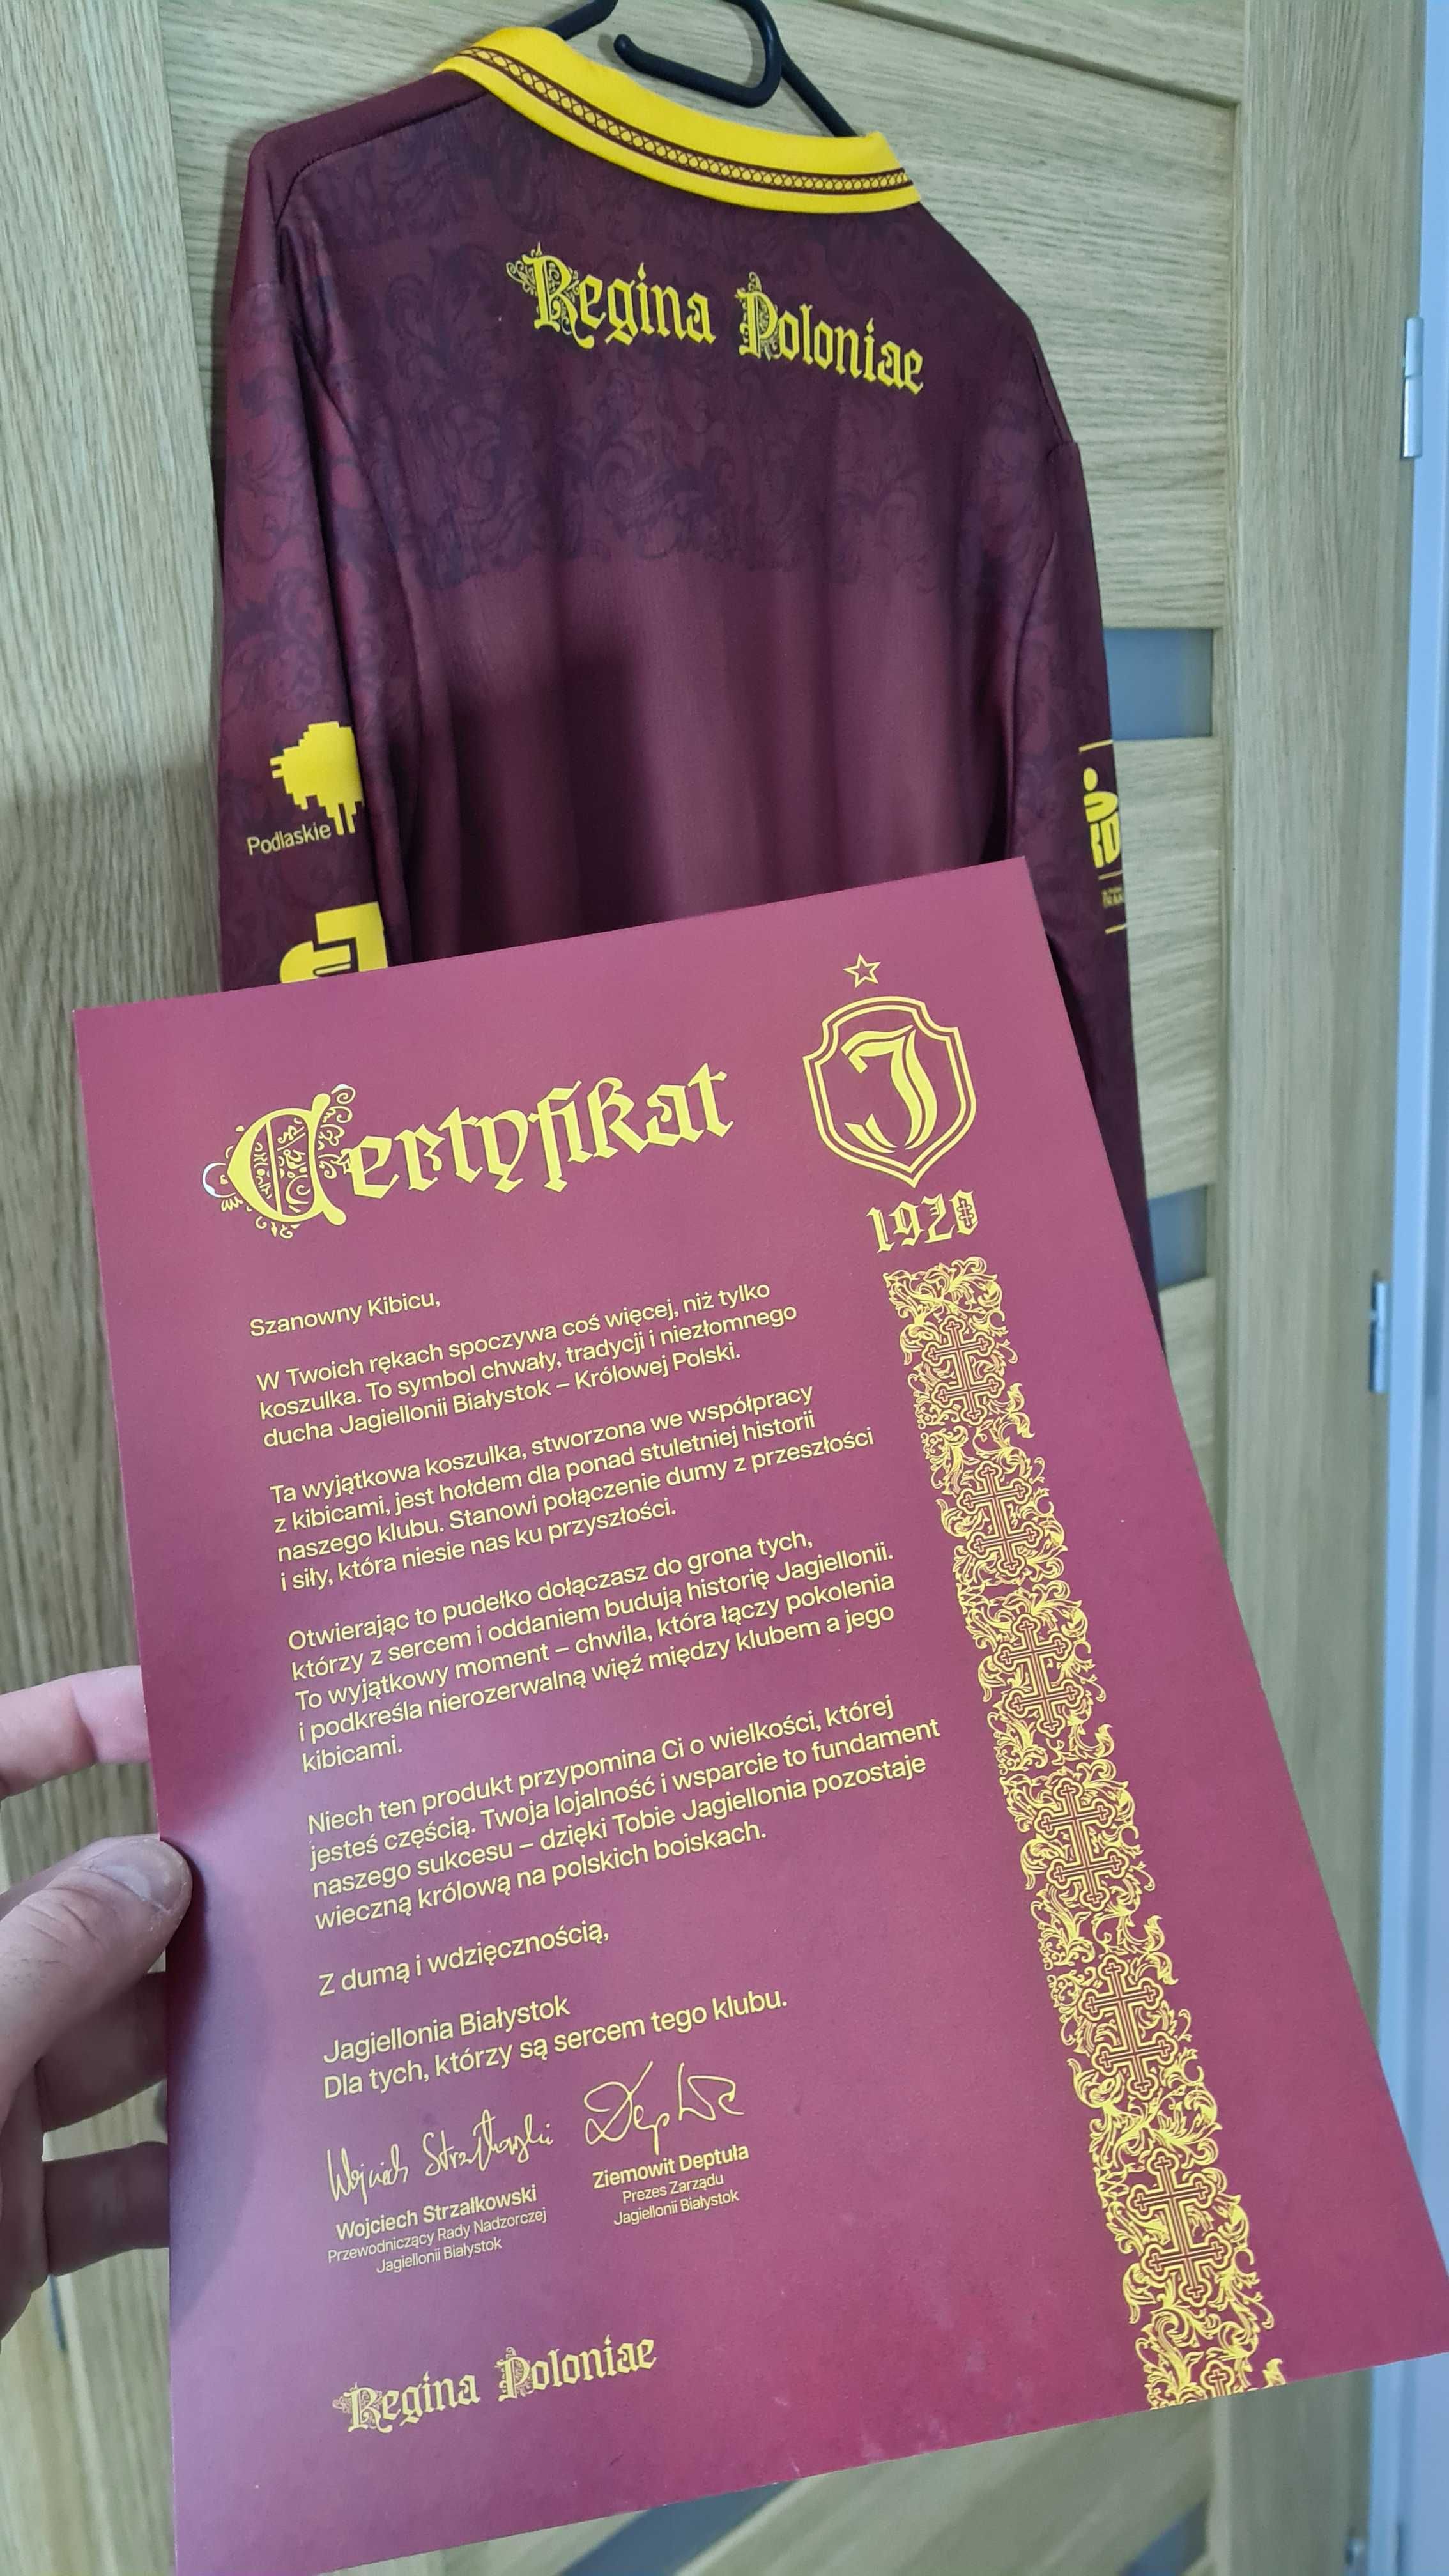 Regina Poloniae
Podlaskie
Certyfikat
1920
Szanowny Kibicu,
W Twoich rękach spoczywa coś więcej, niż tylko
koszulka. To symbol chwały, tradycji i niezłomnego
ducha Jagiellonii Białystok – Królowej Polski.
Ta wyjątkowa koszulka, stworzona we współpracy
z kibicami, jest hołdem dla ponad stuletniej historii
naszego klubu. Stanowi połączenie dumy z przeszłości
i siły, która niesie nas ku przyszłości.
Otwierając to pudełko dołączasz do grona tych,
którzy z sercem i oddaniem budują historię Jagiellonii.
To wyjątkowy moment – chwila, która łączy pokolenia
i podkreśla nierozerwalną więź między klubem a jego
kibicami.
Niech ten produkt przypomina Ci o wielkości, której
jesteś częścią. Twoja lojalność i wsparcie to fundament
naszego sukcesu – dzięki Tobie Jagiellonia pozostaje
wieczną królową na polskich boiskach.
Z dumą i wdzięcznością,
Jagiellonia Białystok
Dla tych, którzy są sercem tego klubu.
Wojciech Strzałkowski
Wojciech Strzałkowski
Przewodniczący Rady Nadzorczej
Jagiellonii Białystok
Ziemowit Deptuła
Prezes Zarządu
Jagiellonii Białystok
Regina Poloniae